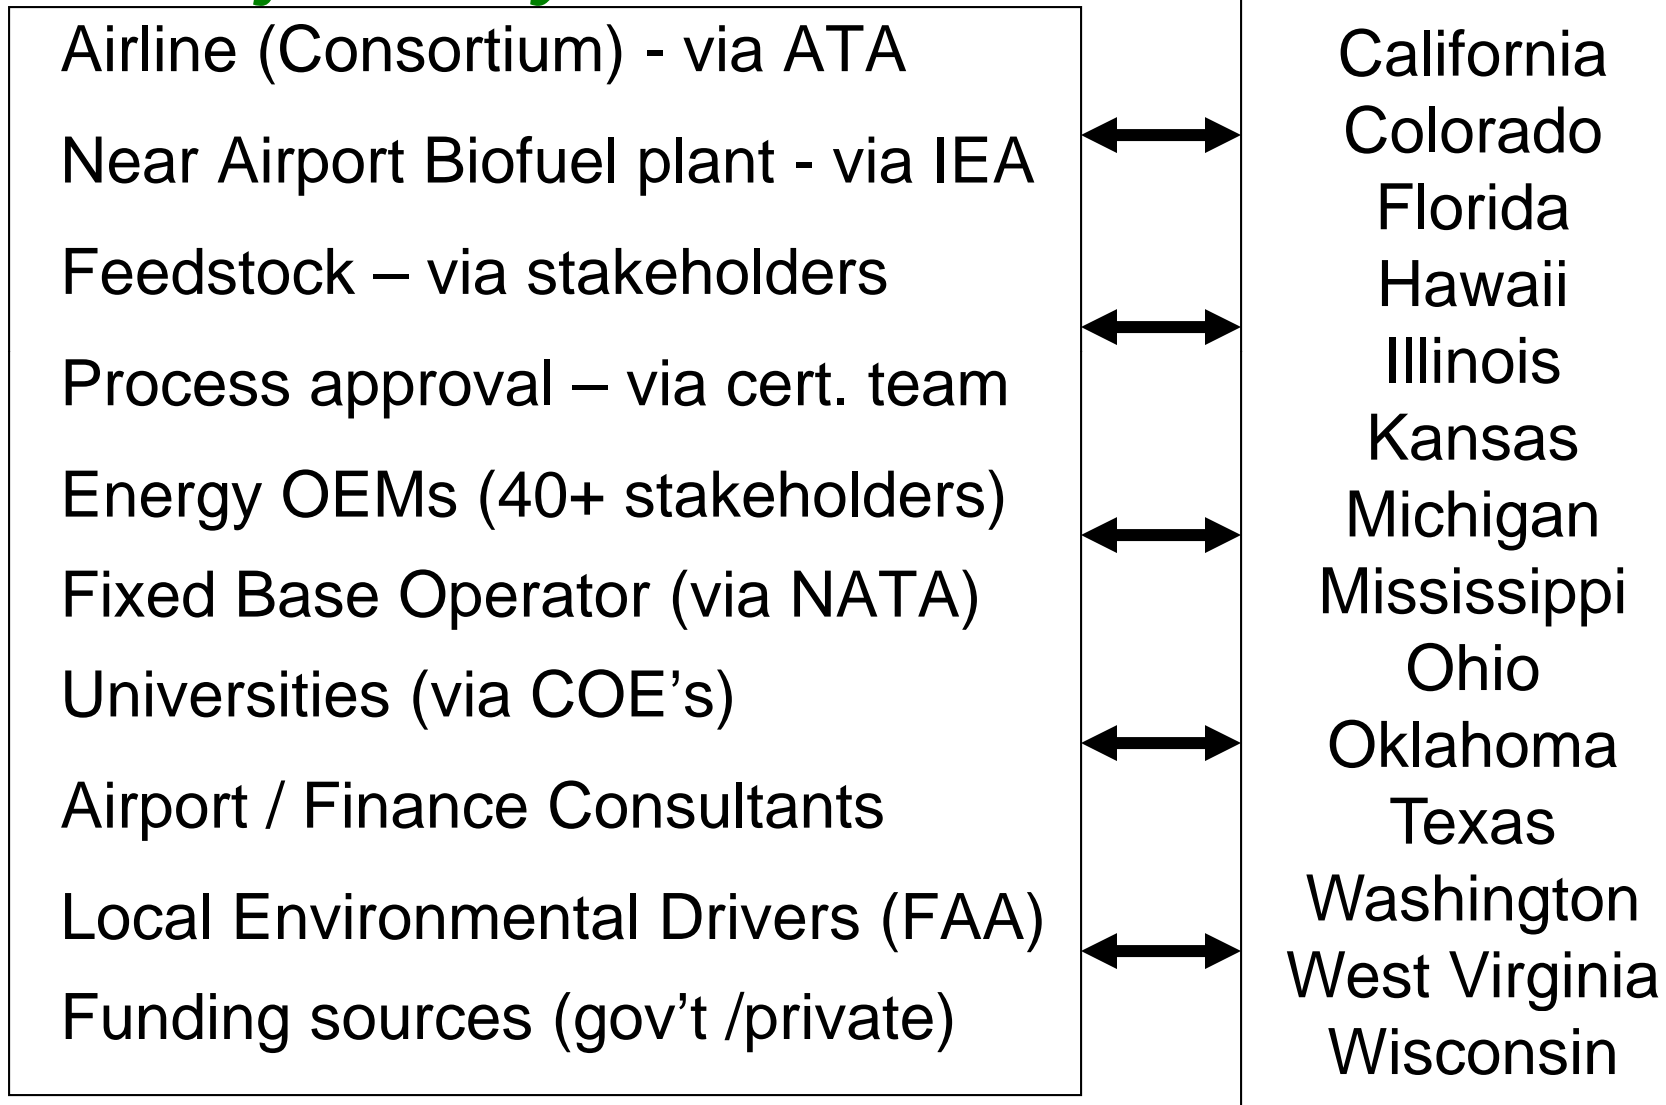 Airline (Consortium) - via ATA
Near Airport Biofuel plant - via IEA
Feedstock – via stakeholders
Process approval – via cert. team
Energy OEMs (40+ stakeholders)
Fixed Base Operator (via NATA)
Universities (via COE’s)
Airport / Finance Consultants
Local Environmental Drivers (FAA)
Funding sources (gov’t /private)
California
Colorado
Florida
Hawaii
Illinois
Kansas
Michigan
Mississippi
Ohio
Oklahoma
Texas
Washington
West Virginia
Wisconsin